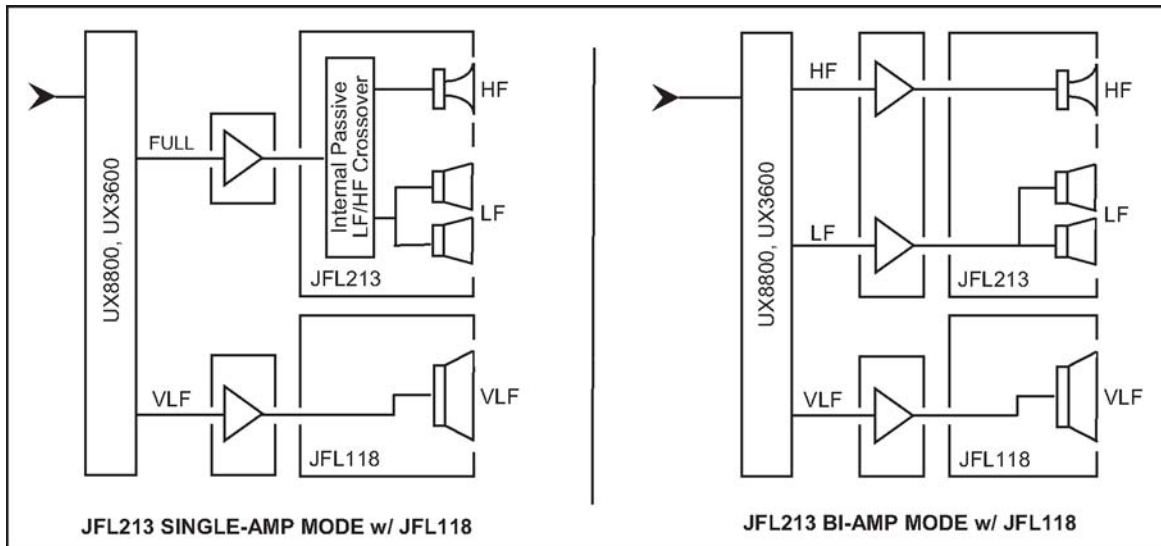 UX8800, UX3600
FULL
VLF
Internal Passive
LF/HF Crossover
HF
LF
JFL213
VLF
JFL118
JFL213 SINGLE-AMP MODE w/ JFL118
UX8800, UX3600
HF
LF
VLF
HF
LF
JFL213
VLF
JFL118
JFL213 BI-AMP MODE w/ JFL118